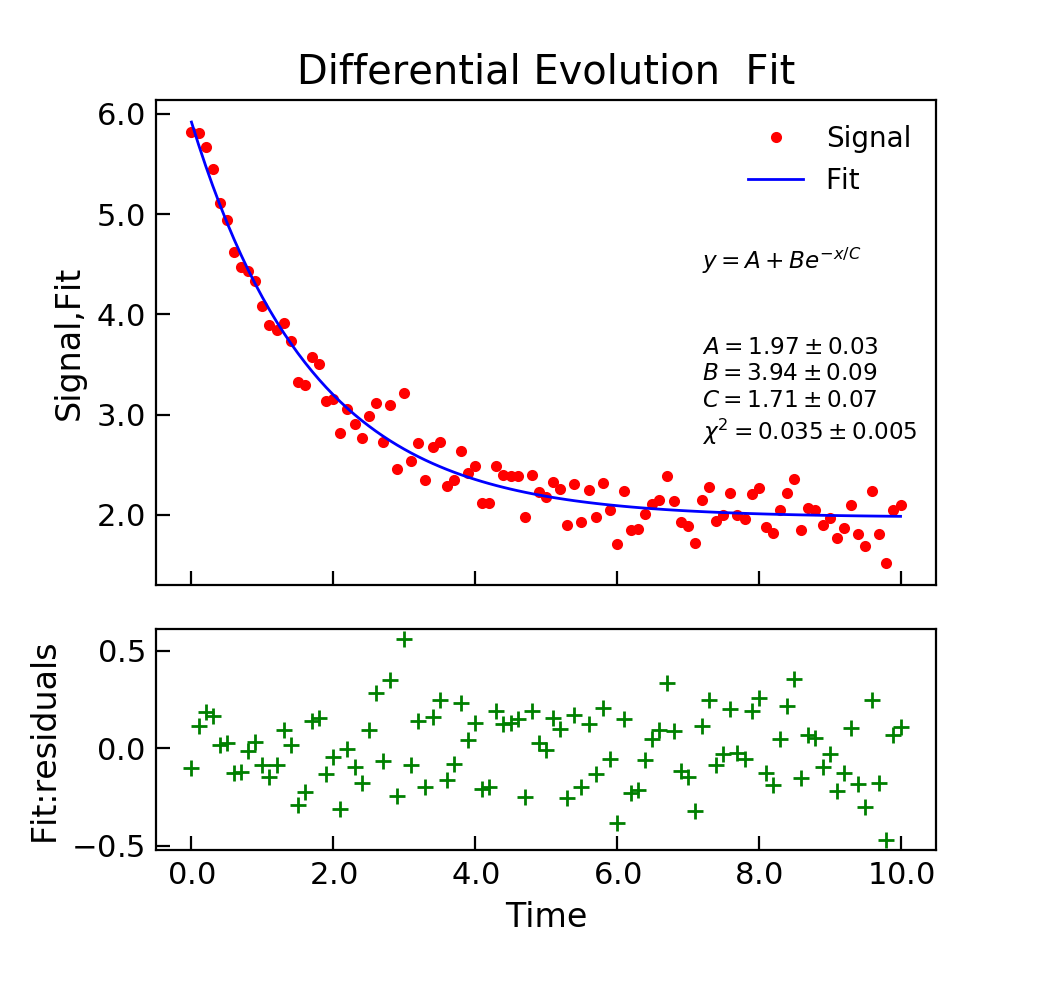 Differential Evolution  Fit
6.0
5.0
4.0
3.0
2.0
Signal,Fit
Signal
Fit
y = A + Be^{-x/C}
A = 1.97 ± 0.03
B = 3.94 ± 0.09
C = 1.71 ± 0.07
χ² = 0.035 ± 0.005
0.5
0.0
−0.5
Fit:residuals
0.0 2.0 4.0 6.0 8.0 10.0
Time